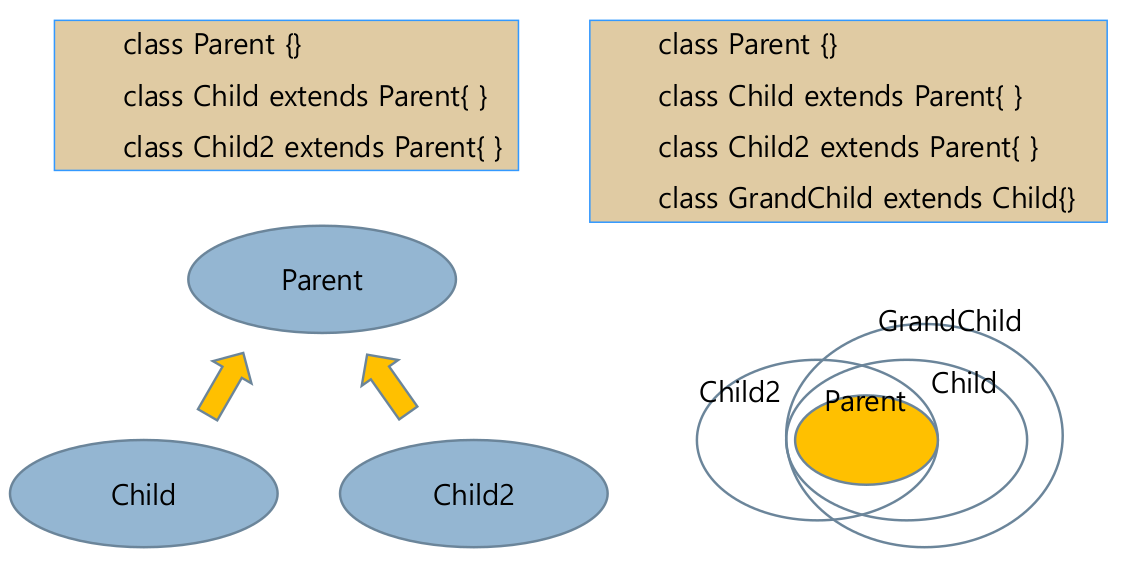 class Parent {}
class Child extends Parent{ }
class Child2 extends Parent{ }
class Parent {}
class Child extends Parent{ }
class Child2 extends Parent{ }
class GrandChild extends Child{}
Parent
Child
Child2
GrandChild
Child2
Child
Parent